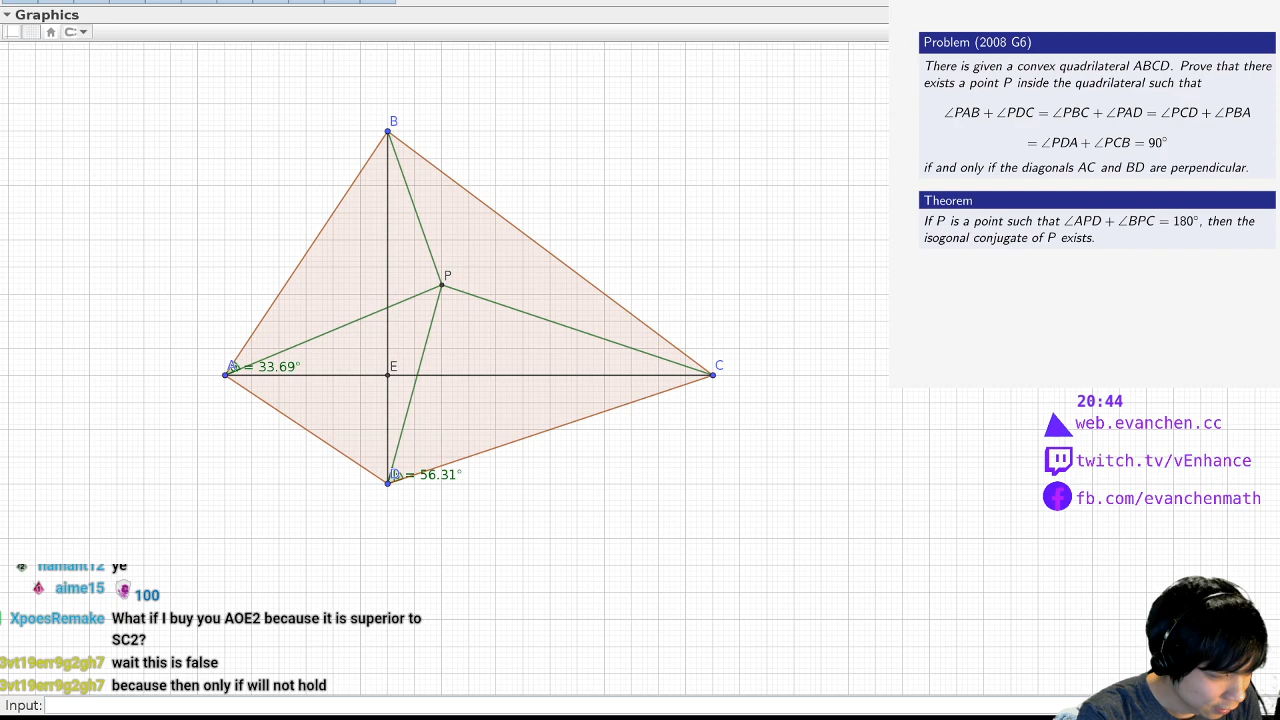 Graphics
Problem (2008 G6)
There is given a convex quadrilateral ABCD. Prove that there
exists a point P inside the quadrilateral such that
∠PAB + ∠PDC = ∠PBC + ∠PAD = ∠PCD + ∠PBA
= ∠PDA + ∠PCB = 90°
if and only if the diagonals AC and BD are perpendicular.
Theorem
If P is a point such that ∠APD + ∠BPC = 180°, then the
isogonal conjugate of P exists.
B
P
A
= 33.69°
E
C
D
= 56.31°
20:44
web.evanchen.cc
twitch.tv/vEnhance
fb.com/evanchenmath
namant12 ye
aime15 100
XpoesRemake What if I buy you AOE2 because it is superior to
SC2?
3vt19err9g2gh7 wait this is false
3vt19err9g2gh7 because then only if will not hold
Input: